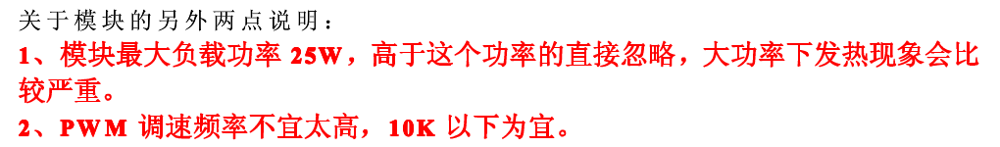 关于模块的另外两点说明：
1、模块最大负载功率 25W，高于这个功率的直接忽略，大功率下发热现象会比
较严重。
2、PWM 调速频率不宜太高，10K 以下为宜。